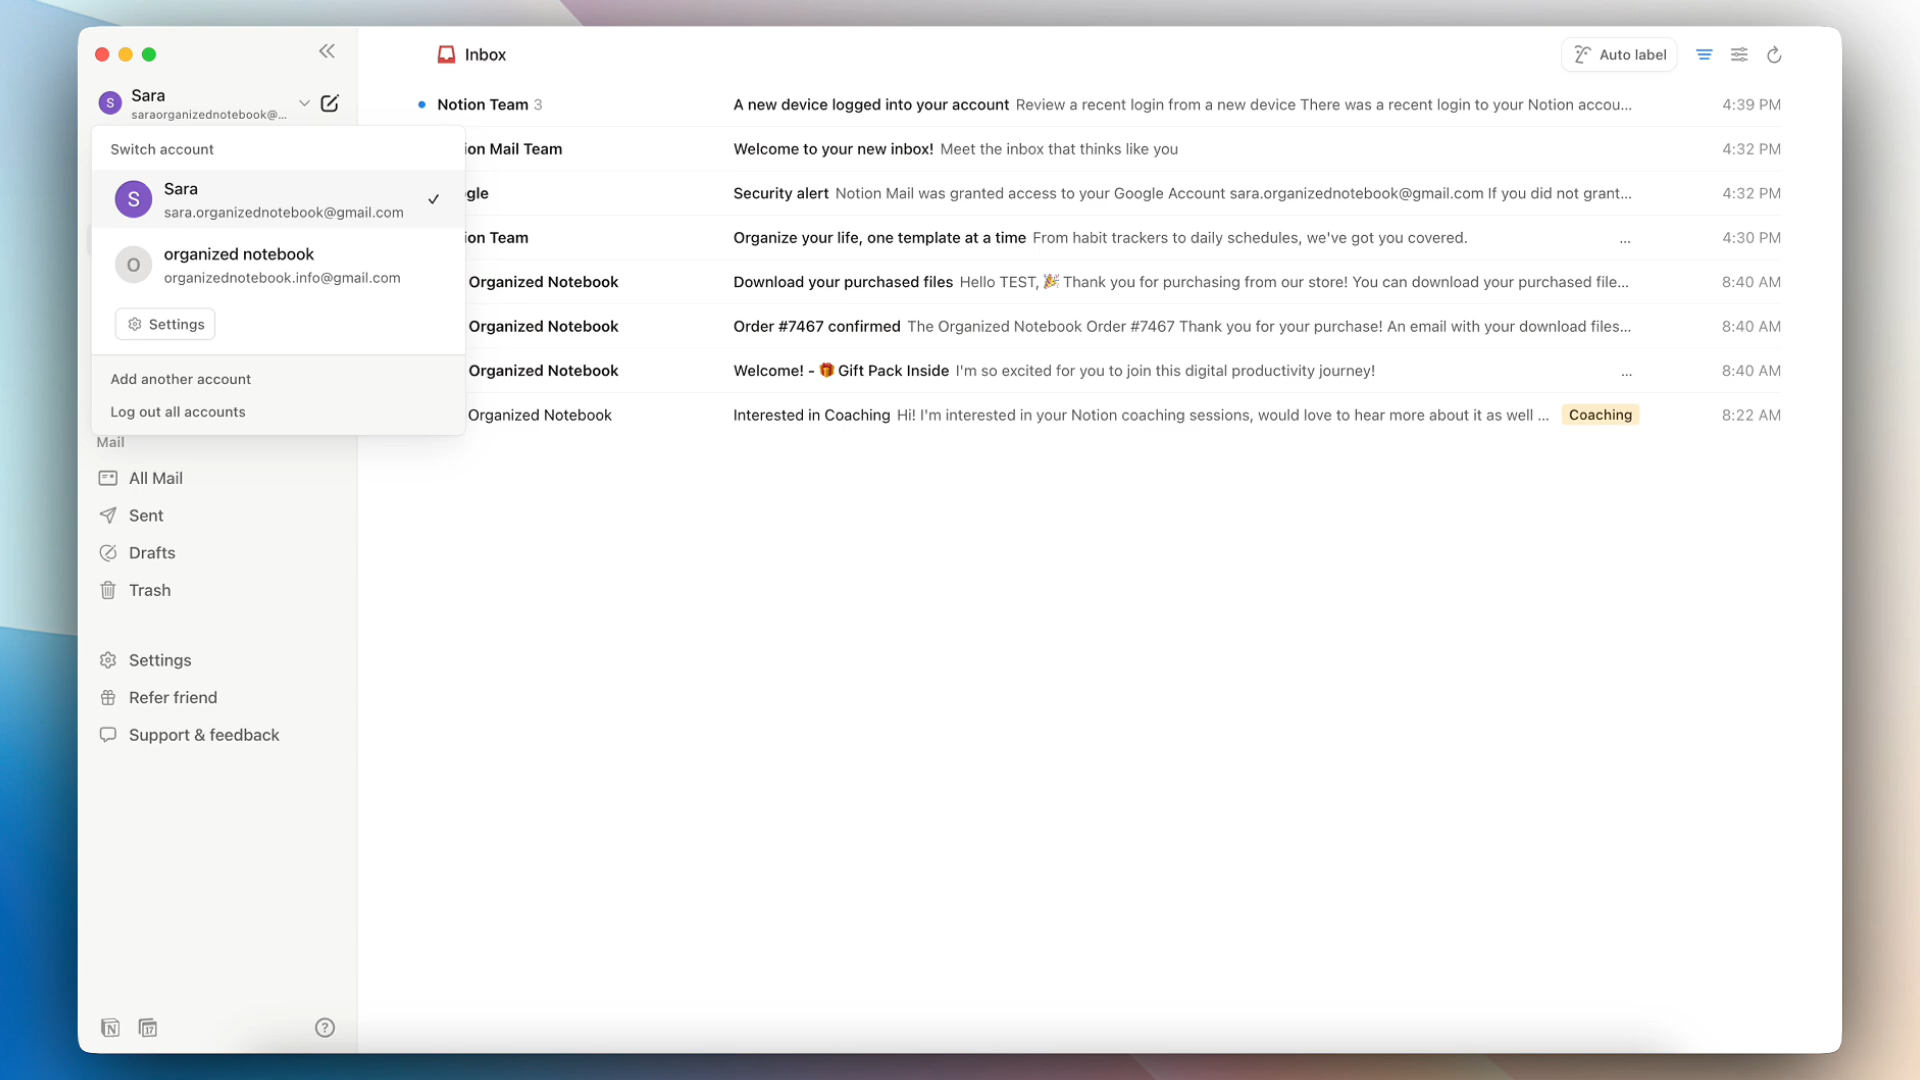 Inbox
Auto label
S
Sara
saraorganizednotebook@...
Notion Team 3 A new device logged into your account Review a recent login from a new device There was a recent login to your Notion accou... 4:39 PM
Switch account
ion Mail Team Welcome to your new inbox! Meet the inbox that thinks like you 4:32 PM
S
Sara
sara.organizednotebook@gmail.com
gle Security alert Notion Mail was granted access to your Google Account sara.organizednotebook@gmail.com If you did not grant... 4:32 PM
ion Team Organize your life, one template at a time From habit trackers to daily schedules, we've got you covered. ... 4:30 PM
O
organized notebook
organizednotebook.info@gmail.com
Organized Notebook Download your purchased files Hello TEST, 🎉 Thank you for purchasing from our store! You can download your purchased file... 8:40 AM
Settings
Organized Notebook Order #7467 confirmed The Organized Notebook Order #7467 Thank you for your purchase! An email with your download files... 8:40 AM
Organized Notebook Welcome! - 🎁 Gift Pack Inside I'm so excited for you to join this digital productivity journey! ... 8:40 AM
Add another account
Log out all accounts
Organized Notebook Interested in Coaching Hi! I'm interested in your Notion coaching sessions, would love to hear more about it as well ... Coaching 8:22 AM
Mail
All Mail
Sent
Drafts
Trash
Settings
Refer friend
Support & feedback
N 17 ?